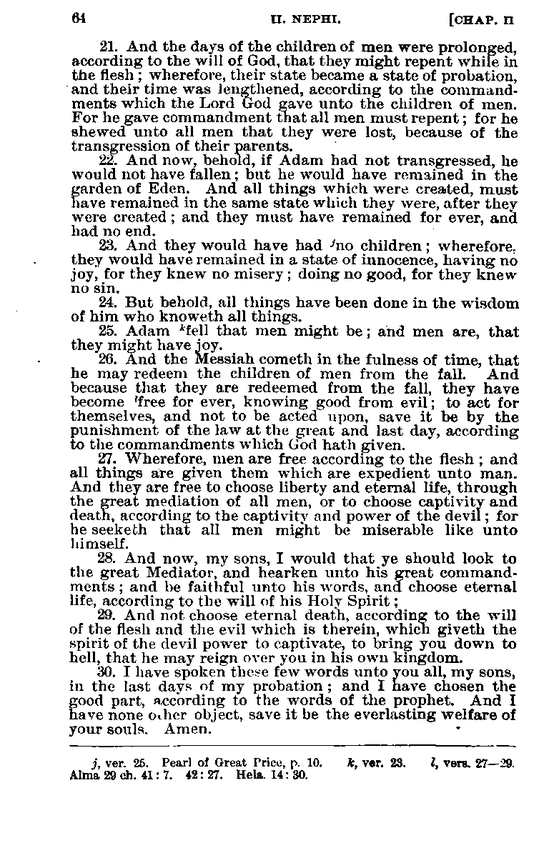 64 II. NEPHI. [CHAP. II
21. And the days of the children of men were prolonged,
according to the will of God, that they might repent while in
the flesh; wherefore, their state became a state of probation,
and their time was lengthened, according to the command-
ments which the Lord God gave unto the children of men.
For he gave commandment that all men must repent; for he
shewed unto all men that they were lost, because of the
transgression of their parents.
22. And now, behold, if Adam had not transgressed, he
would not have fallen; but he would have remained in the
garden of Eden. And all things which were created, must
have remained in the same state which they were, after they
were created; and they must have remained for ever, and
had no end.
23. And they would have had jno children; wherefore,
they would have remained in a state of innocence, having no
joy, for they knew no misery; doing no good, for they knew
no sin.
24. But behold, all things have been done in the wisdom
of him who knoweth all things.
25. Adam kfell that men might be; and men are, that
they might have joy.
26. And the Messiah cometh in the fulness of time, that
he may redeem the children of men from the fall. And
because that they are redeemed from the fall, they have
become lfree for ever, knowing good from evil; to act for
themselves, and not to be acted upon, save it be by the
punishment of the law at the great and last day, according
to the commandments which God hath given.
27. Wherefore, men are free according to the flesh; and
all things are given them which are expedient unto man.
And they are free to choose liberty and eternal life, through
the great mediation of all men, or to choose captivity and
death, according to the captivity and power of the devil; for
he seeketh that all men might be miserable like unto
himself.
28. And now, my sons, I would that ye should look to
the great Mediator, and hearken unto his great command-
ments; and be faithful unto his words, and choose eternal
life, according to the will of his Holy Spirit;
29. And not choose eternal death, according to the will
of the flesh and the evil which is therein, which giveth the
spirit of the devil power to captivate, to bring you down to
hell, that he may reign over you in his own kingdom.
30. I have spoken these few words unto you all, my sons,
in the last days of my probation; and I have chosen the
good part, according to the words of the prophet. And I
have none other object, save it be the everlasting welfare of
your souls. Amen.
j, ver. 25. Pearl of Great Price, p. 10. k, ver. 23. l, vers. 27—29.
Alma 29 ch. 41:7. 42:27. Hela. 14:30.